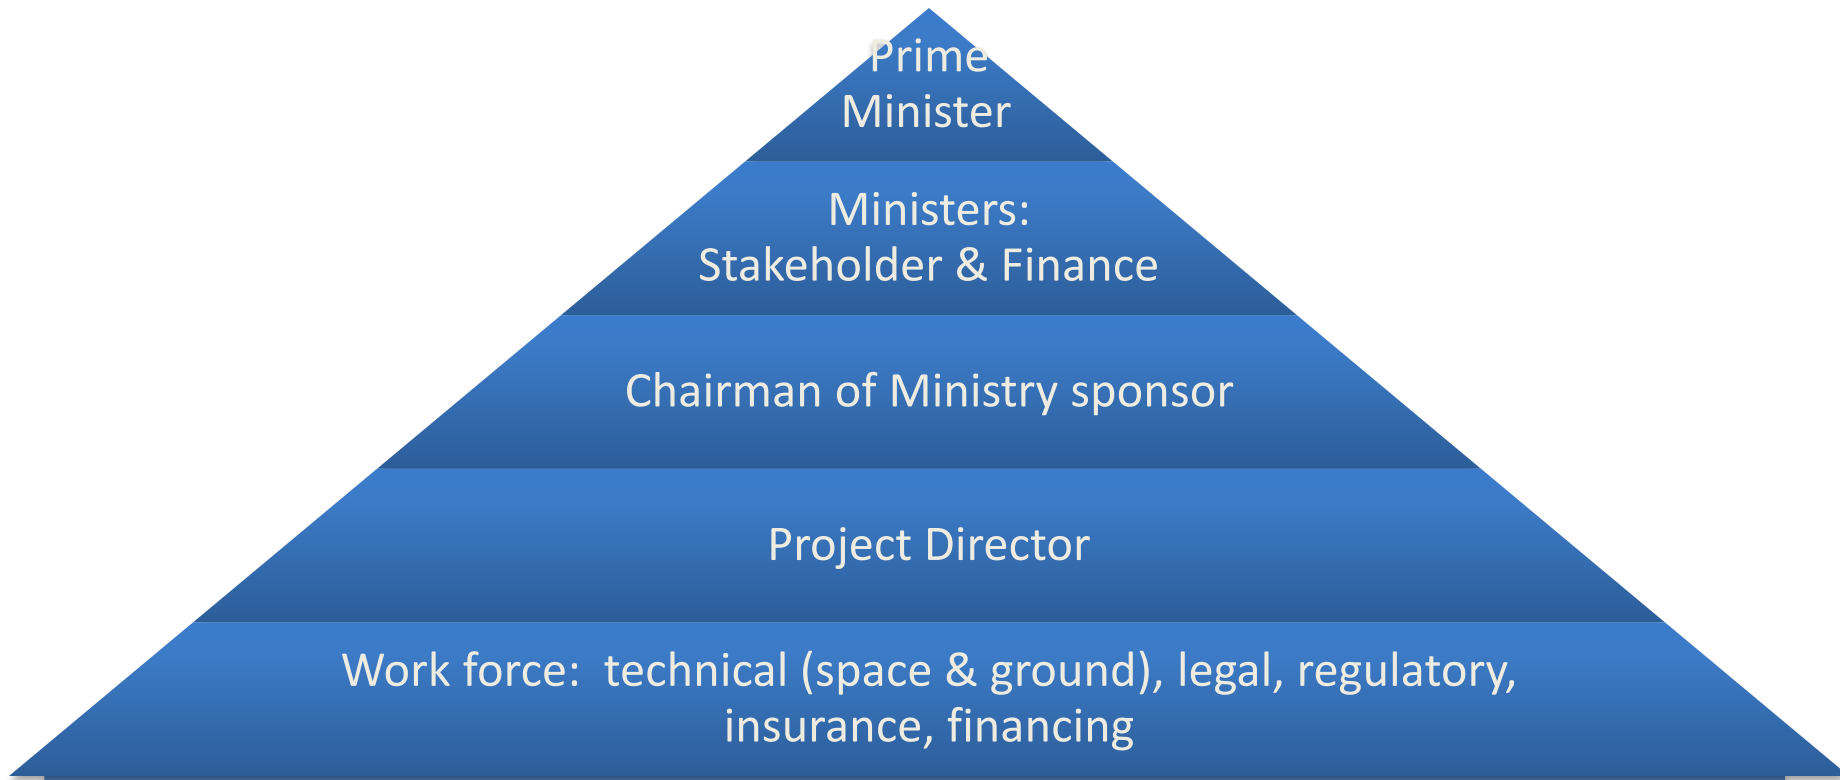 Prime
Minister
Ministers:
Stakeholder & Finance
Chairman of Ministry sponsor
Project Director
Work force:  technical (space & ground), legal, regulatory,
insurance, financing